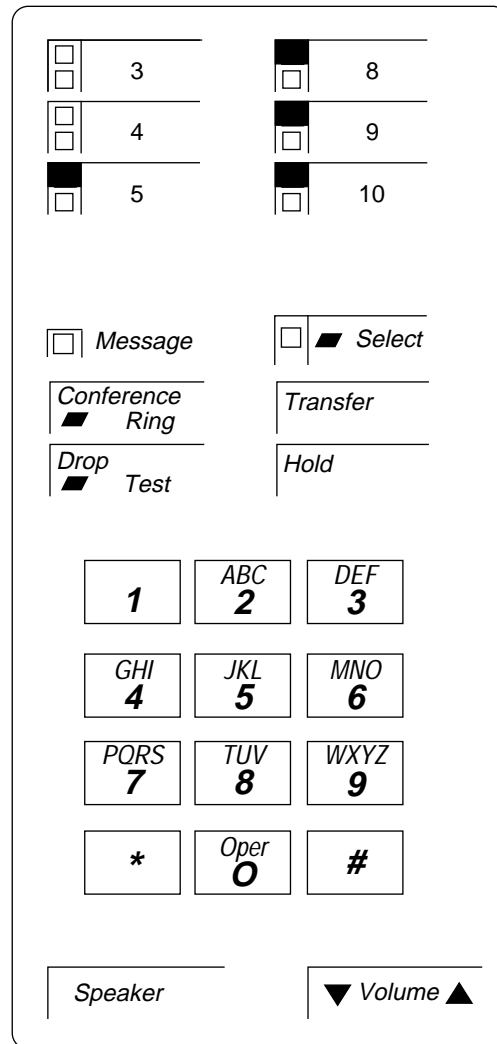 3 8
4 9
5 10
Message Select
Conference Transfer
Ring
Drop Hold
Test
1 ABC DEF
2 3
GHI JKL MNO
4 5 6
PQRS TUV WXYZ
7 8 9
* Oper #
O
Speaker Volume